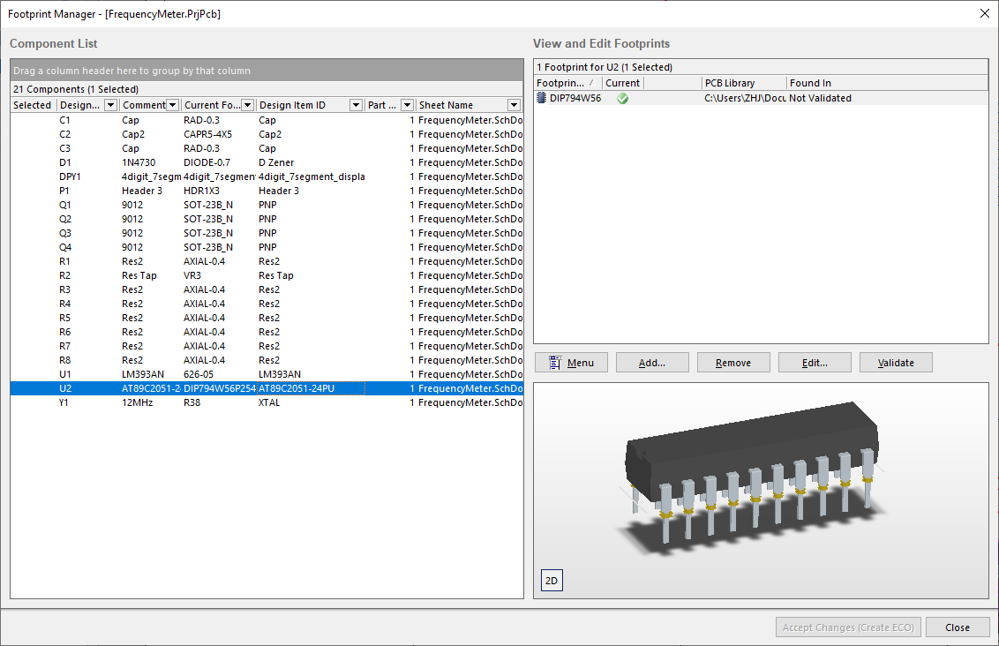 Footprint Manager - [FrequencyMeter.PrjPcb]
Component List
Drag a column header here to group by that column
21 Components (1 Selected)
Selected Design... Comment Current Fo... Design Item ID Part ... Sheet Name
C1 Cap RAD-0.3 Cap 1 FrequencyMeter.SchDo
C2 Cap2 CAPR5-4X5 Cap2 1 FrequencyMeter.SchDo
C3 Cap RAD-0.3 Cap 1 FrequencyMeter.SchDo
D1 1N4730 DIODE-0.7 D Zener 1 FrequencyMeter.SchDo
DPY1 4digit_7segm 4digit_7segment 4digit_7segment_displa 1 FrequencyMeter.SchDo
P1 Header 3 HDR1X3 Header 3 1 FrequencyMeter.SchDo
Q1 9012 SOT-23B_N PNP 1 FrequencyMeter.SchDo
Q2 9012 SOT-23B_N PNP 1 FrequencyMeter.SchDo
Q3 9012 SOT-23B_N PNP 1 FrequencyMeter.SchDo
Q4 9012 SOT-23B_N PNP 1 FrequencyMeter.SchDo
R1 Res2 AXIAL-0.4 Res2 1 FrequencyMeter.SchDo
R2 Res Tap VR3 Res Tap 1 FrequencyMeter.SchDo
R3 Res2 AXIAL-0.4 Res2 1 FrequencyMeter.SchDo
R4 Res2 AXIAL-0.4 Res2 1 FrequencyMeter.SchDo
R5 Res2 AXIAL-0.4 Res2 1 FrequencyMeter.SchDo
R6 Res2 AXIAL-0.4 Res2 1 FrequencyMeter.SchDo
R7 Res2 AXIAL-0.4 Res2 1 FrequencyMeter.SchDo
R8 Res2 AXIAL-0.4 Res2 1 FrequencyMeter.SchDo
U1 LM393AN 626-05 LM393AN 1 FrequencyMeter.SchDo
U2 AT89C2051-2 DIP794W56P254 AT89C2051-24PU 1 FrequencyMeter.SchDo
Y1 12MHz R38 XTAL 1 FrequencyMeter.SchDo
View and Edit Footprints
1 Footprint for U2 (1 Selected)
Footprin... Current PCB Library Found In
DIP794W56 C:\Users\ZHJ\Docu Not Validated
Menu Add... Remove Edit... Validate
2D
Accept Changes (Create ECO) Close